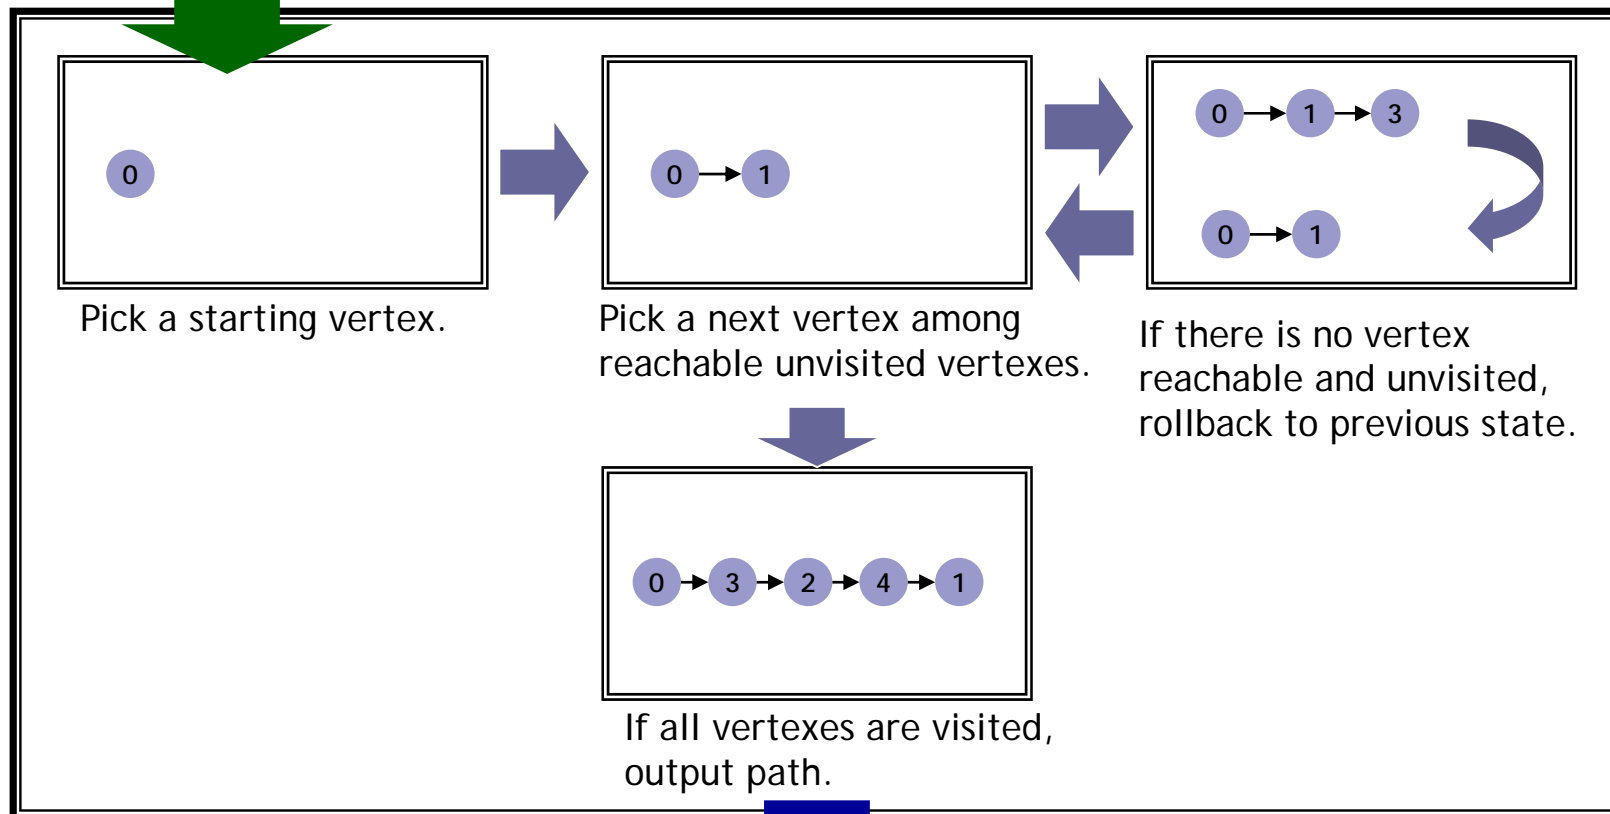 0
0 1
0 1 3
0 1
Pick a starting vertex.
Pick a next vertex among
reachable unvisited vertexes.
If there is no vertex
reachable and unvisited,
rollback to previous state.
0 3 2 4 1
If all vertexes are visited,
output path.